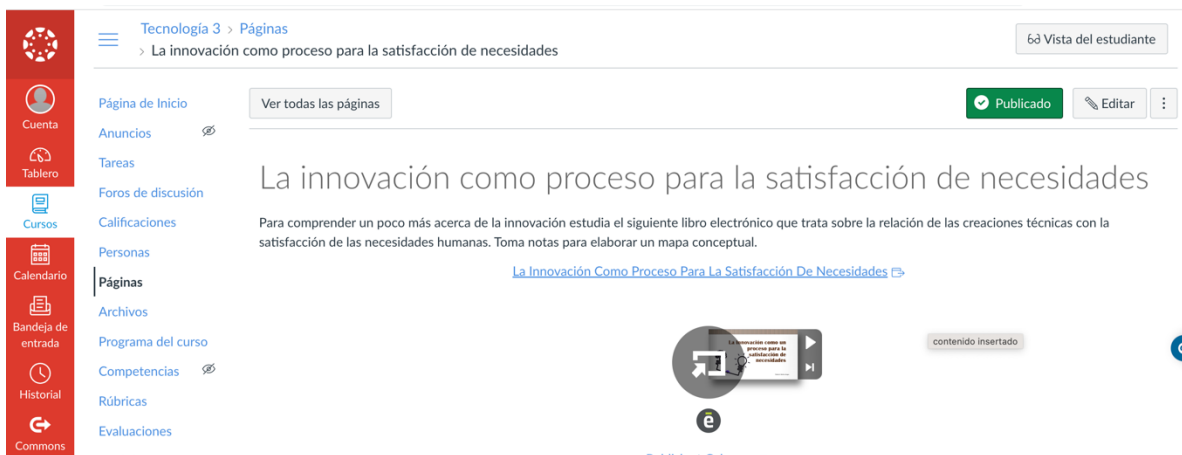 Tecnología 3 > Páginas
> La innovación como proceso para la satisfacción de necesidades
Vista del estudiante
Cuenta
Tablero
Cursos
Calendario
Bandeja de
entrada
Historial
Commons
Página de Inicio
Anuncios
Tareas
Foros de discusión
Calificaciones
Personas
Páginas
Archivos
Programa del curso
Competencias
Rúbricas
Evaluaciones
Ver todas las páginas
Publicado
Editar
La innovación como proceso para la satisfacción de necesidades
Para comprender un poco más acerca de la innovación estudia el siguiente libro electrónico que trata sobre la relación de las creaciones técnicas con la
satisfacción de las necesidades humanas. Toma notas para elaborar un mapa conceptual.
La Innovación Como Proceso Para La Satisfacción De Necesidades
La innovación como un
proceso para la
satisfacción de
necesidades
contenido insertado